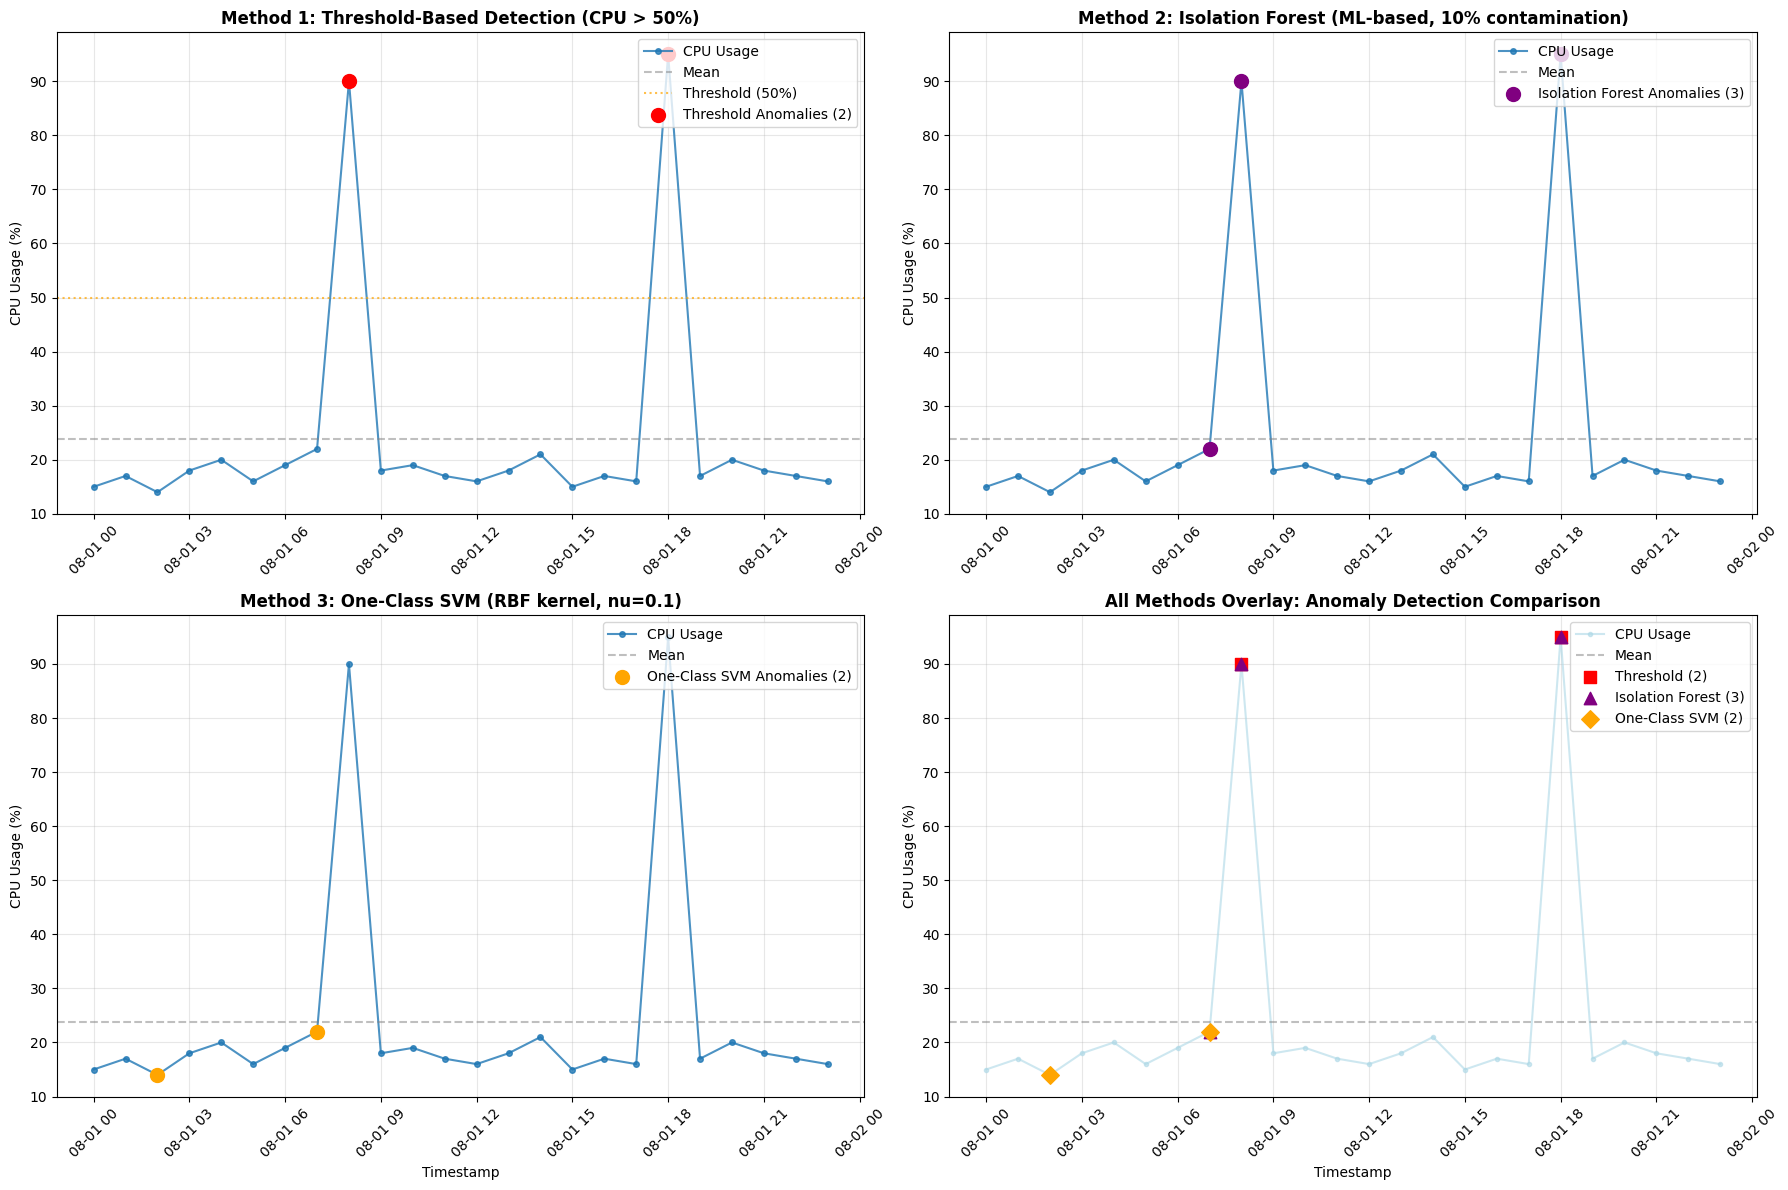 Method 1: Threshold-Based Detection (CPU > 50%)
CPU Usage (%)
90
80
70
60
50
40
30
20
10
CPU Usage
Mean
Threshold (50%)
Threshold Anomalies (2)
08-01 00
08-01 03
08-01 06
08-01 09
08-01 12
08-01 15
08-01 18
08-01 21
08-02 00
Method 2: Isolation Forest (ML-based, 10% contamination)
CPU Usage (%)
90
80
70
60
50
40
30
20
10
CPU Usage
Mean
Isolation Forest Anomalies (3)
08-01 00
08-01 03
08-01 06
08-01 09
08-01 12
08-01 15
08-01 18
08-01 21
08-02 00
Method 3: One-Class SVM (RBF kernel, nu=0.1)
CPU Usage (%)
90
80
70
60
50
40
30
20
10
CPU Usage
Mean
One-Class SVM Anomalies (2)
08-01 00
08-01 03
08-01 06
08-01 09
08-01 12
08-01 15
08-01 18
08-01 21
08-02 00
Timestamp
All Methods Overlay: Anomaly Detection Comparison
CPU Usage (%)
90
80
70
60
50
40
30
20
10
CPU Usage
Mean
Threshold (2)
Isolation Forest (3)
One-Class SVM (2)
08-01 00
08-01 03
08-01 06
08-01 09
08-01 12
08-01 15
08-01 18
08-01 21
08-02 00
Timestamp